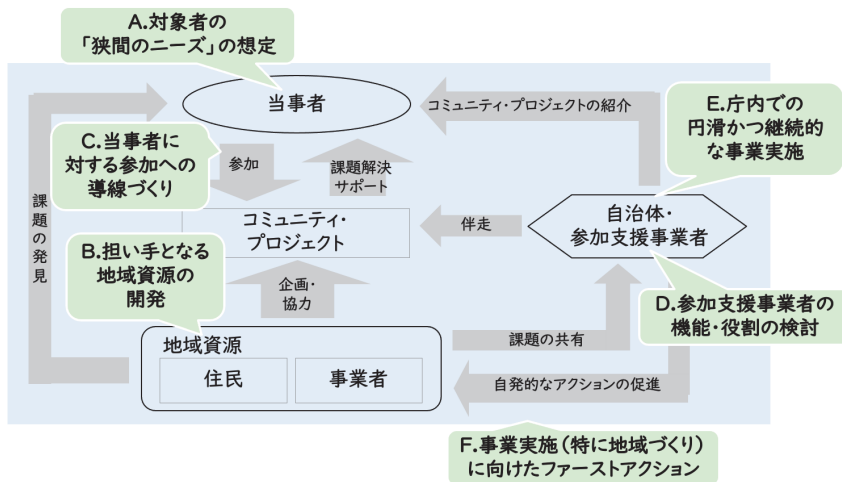 A.対象者の
「狭間のニーズ」の想定
当事者
コミュニティ・プロジェクトの紹介
E.庁内での
円滑かつ継続的
な事業実施
C.当事者に
対する参加への
導線づくり
参加
課題解決
サポート
課題の発見
コミュニティ・
プロジェクト
伴走
自治体・
参加支援事業者
B.担い手となる
地域資源の
開発
企画・
協力
D.参加支援事業者の
機能・役割の検討
地域資源
住民
事業者
課題の共有
自発的なアクションの促進
F.事業実施(特に地域づくり)
に向けたファーストアクション